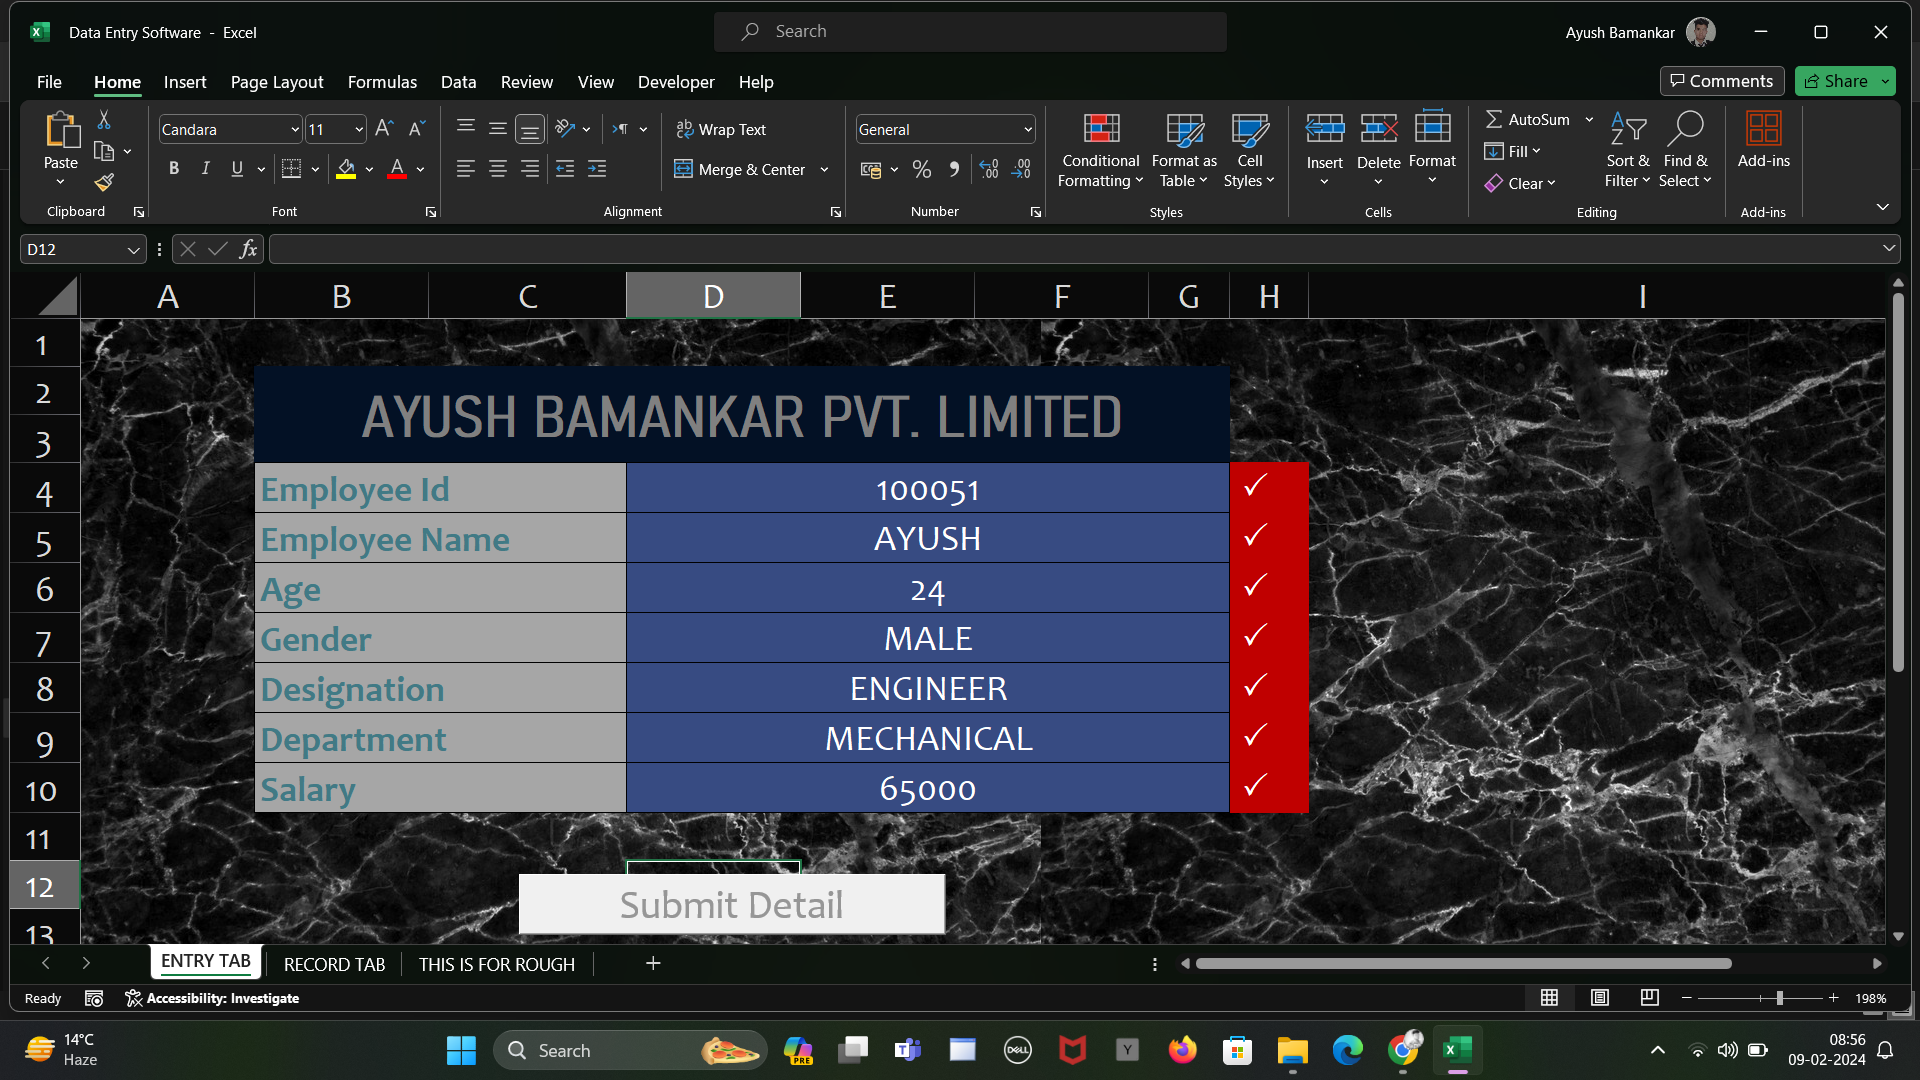 Data Entry Software - Excel
Search
Ayush Bamankar
File Home Insert Page Layout Formulas Data Review View Developer Help
Comments Share
Paste
Clipboard
Candara 11
B I U
Font
Wrap Text
Merge & Center
Alignment
General
Number
Conditional Formatting
Format as Table
Cell Styles
Styles
Insert
Delete
Format
Cells
AutoSum
Fill
Clear
Sort & Filter
Find & Select
Editing
Add-ins
Add-ins
D12
fx
A B C D E F G H I
1
2
3
AYUSH BAMANKAR PVT. LIMITED
4 Employee Id 100051 ✓
5 Employee Name AYUSH ✓
6 Age 24 ✓
7 Gender MALE ✓
8 Designation ENGINEER ✓
9 Department MECHANICAL ✓
10 Salary 65000 ✓
11
12
Submit Detail
13
ENTRY TAB RECORD TAB THIS IS FOR ROUGH
Ready Accessibility: Investigate 198%
14°C
Haze
Search
PRE
DELL
Y
08:56
09-02-2024